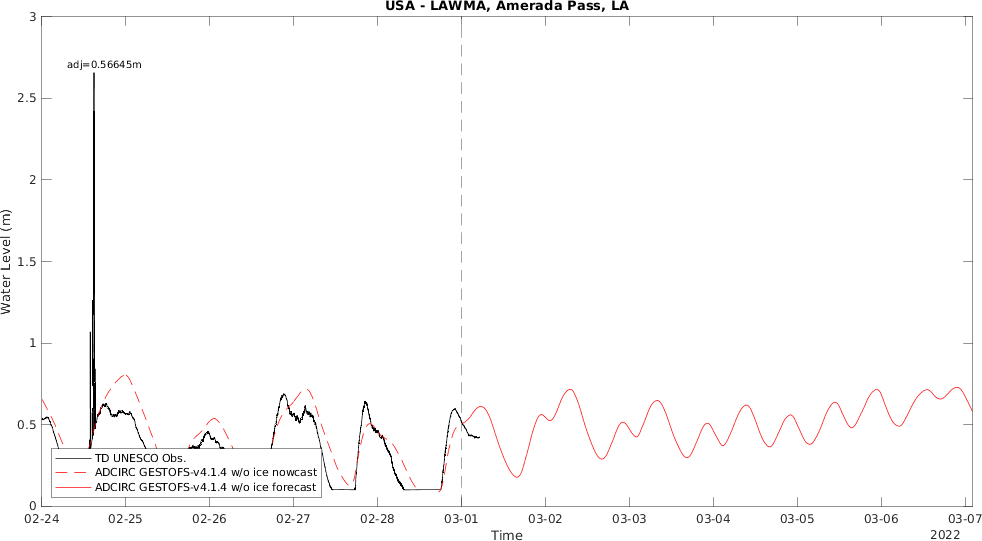 USA - LAWMA, Amerada Pass, LA
adj=0.56645m
3
2.5
2
1.5
1
0.5
0
Water Level (m)
TD UNESCO Obs.
ADCIRC GESTOFS-v4.1.4 w/o ice nowcast
ADCIRC GESTOFS-v4.1.4 w/o ice forecast
02-24 02-25 02-26 02-27 02-28 03-01 03-02 03-03 03-04 03-05 03-06 03-07
Time
2022